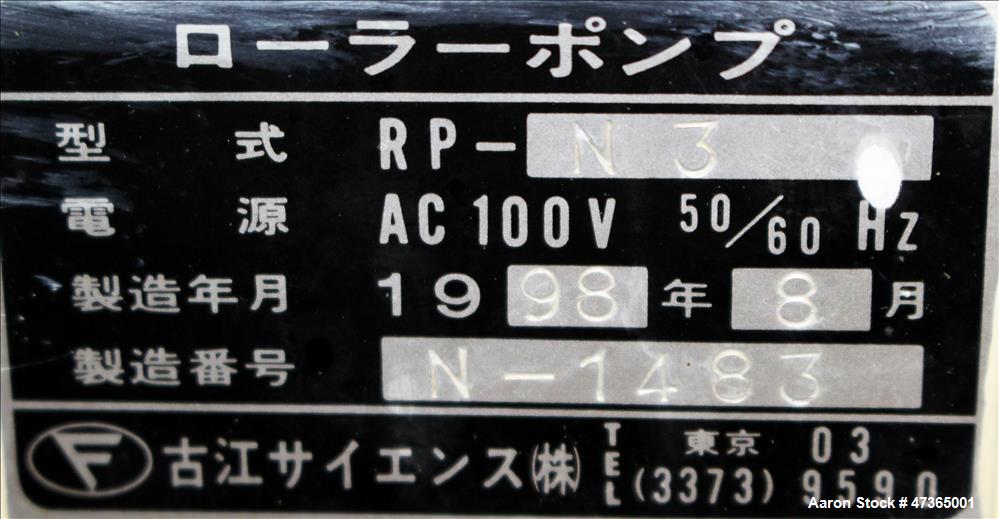 ローラーポンプ
型 式 RP-N3
電 源 AC100V 50/60 Hz
製造年月 1998年8月
製造番号 N-1483
F 古江サイエンス㈱ TEL 東京 03 (3373) 9590
Aaron Stock # 47365001